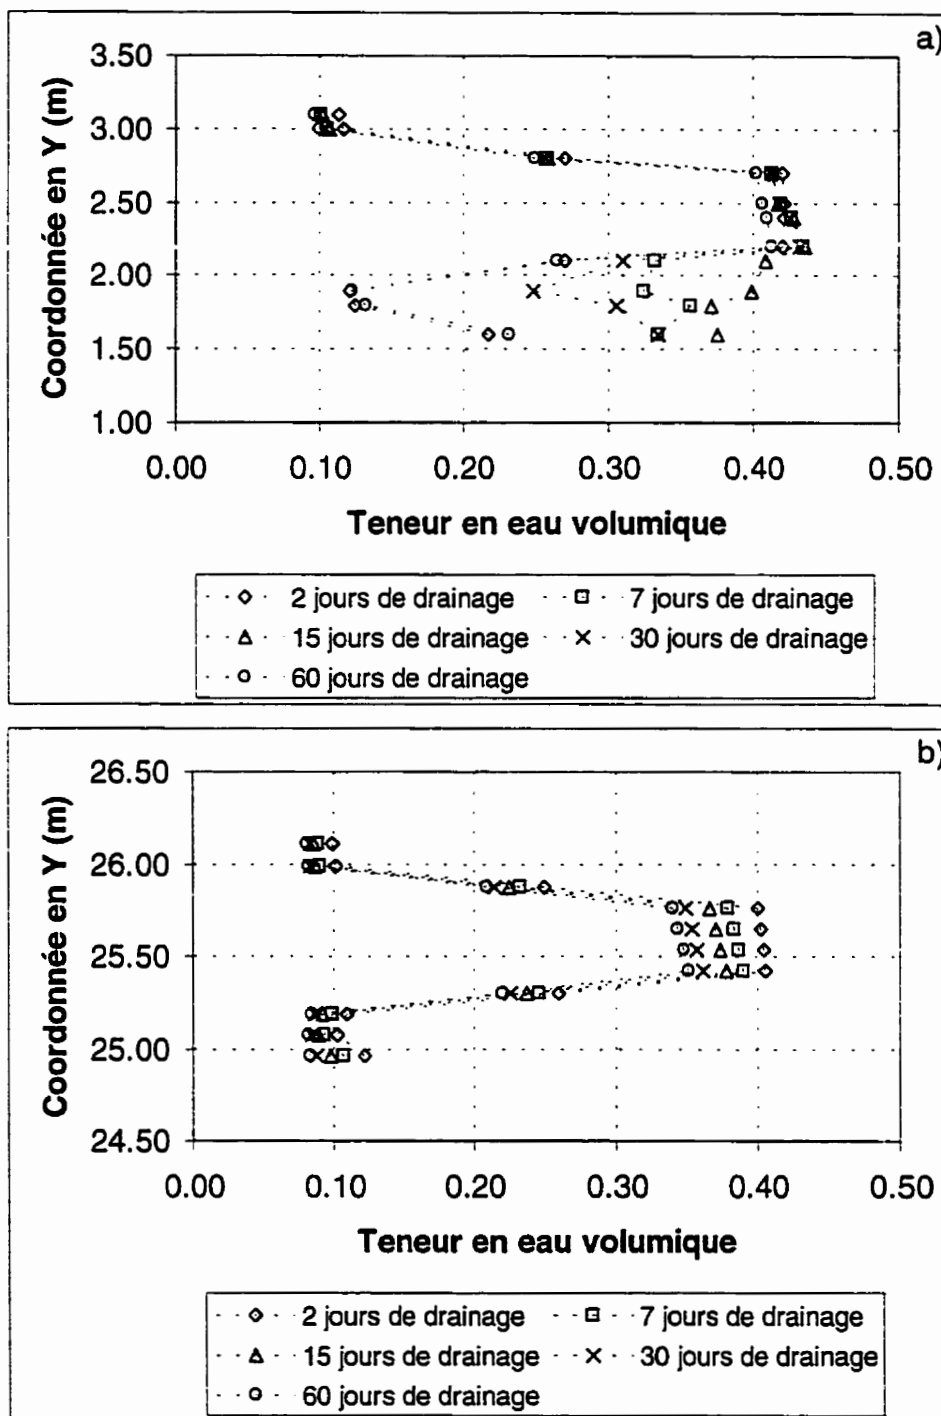 a)
3.50
3.00
2.50
2.00
1.50
1.00
Coordonnée en Y (m)
0.00 0.10 0.20 0.30 0.40 0.50
Teneur en eau volumique
2 jours de drainage 7 jours de drainage
15 jours de drainage 30 jours de drainage
60 jours de drainage
b)
26.50
26.00
25.50
25.00
24.50
Coordonnée en Y (m)
0.00 0.10 0.20 0.30 0.40 0.50
Teneur en eau volumique
2 jours de drainage 7 jours de drainage
15 jours de drainage 30 jours de drainage
60 jours de drainage